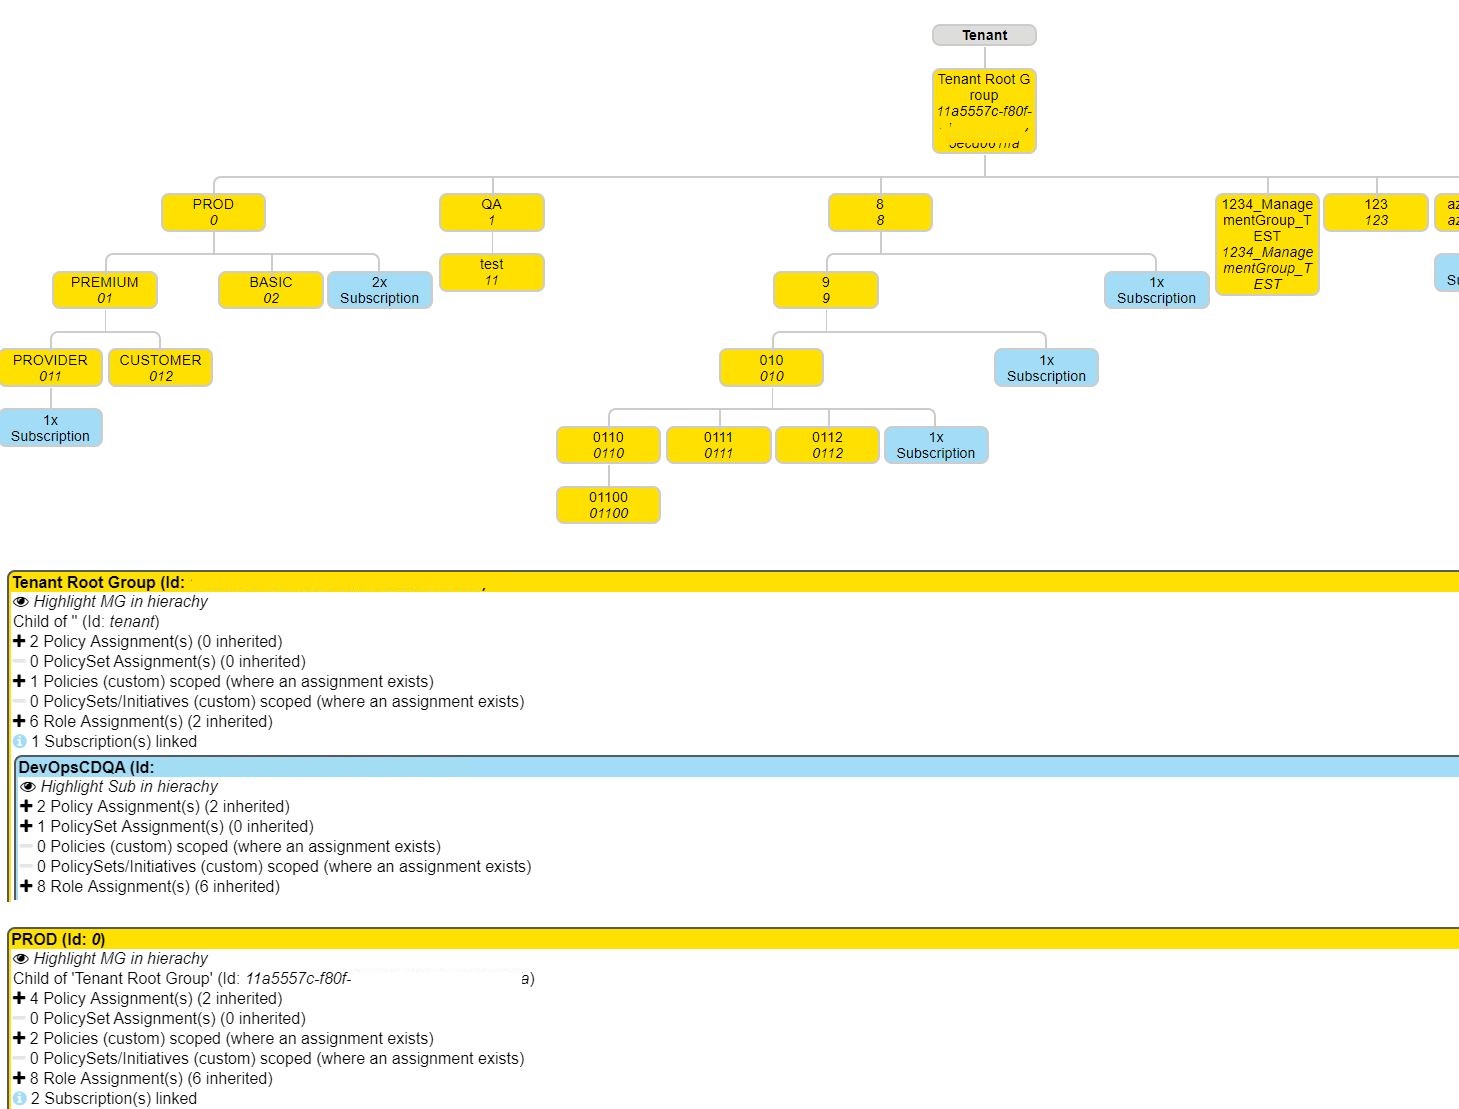 Tenant
Tenant Root G
roup
11a5557c-f80f-
PROD
0
QA
1
8
8
1234_Manage
mentGroup_T
EST
1234_Manage
mentGroup_T
EST
123
123
az
az
PREMIUM
01
BASIC
02
2x
Subscription
test
11
9
9
1x
Subscription
Su
PROVIDER
011
CUSTOMER
012
010
010
1x
Subscription
1x
Subscription
0110
0110
0111
0111
0112
0112
1x
Subscription
01100
01100
Tenant Root Group (Id:
Highlight MG in hierachy
Child of '' (Id: tenant)
2 Policy Assignment(s) (0 inherited)
0 PolicySet Assignment(s) (0 inherited)
1 Policies (custom) scoped (where an assignment exists)
0 PolicySets/Initiatives (custom) scoped (where an assignment exists)
6 Role Assignment(s) (2 inherited)
1 Subscription(s) linked
DevOpsCDQA (Id:
Highlight Sub in hierachy
2 Policy Assignment(s) (2 inherited)
1 PolicySet Assignment(s) (0 inherited)
0 Policies (custom) scoped (where an assignment exists)
0 PolicySets/Initiatives (custom) scoped (where an assignment exists)
8 Role Assignment(s) (6 inherited)
PROD (Id: 0)
Highlight MG in hierachy
Child of 'Tenant Root Group' (Id: 11a5557c-f80f- a)
4 Policy Assignment(s) (2 inherited)
0 PolicySet Assignment(s) (0 inherited)
2 Policies (custom) scoped (where an assignment exists)
0 PolicySets/Initiatives (custom) scoped (where an assignment exists)
8 Role Assignment(s) (6 inherited)
2 Subscription(s) linked